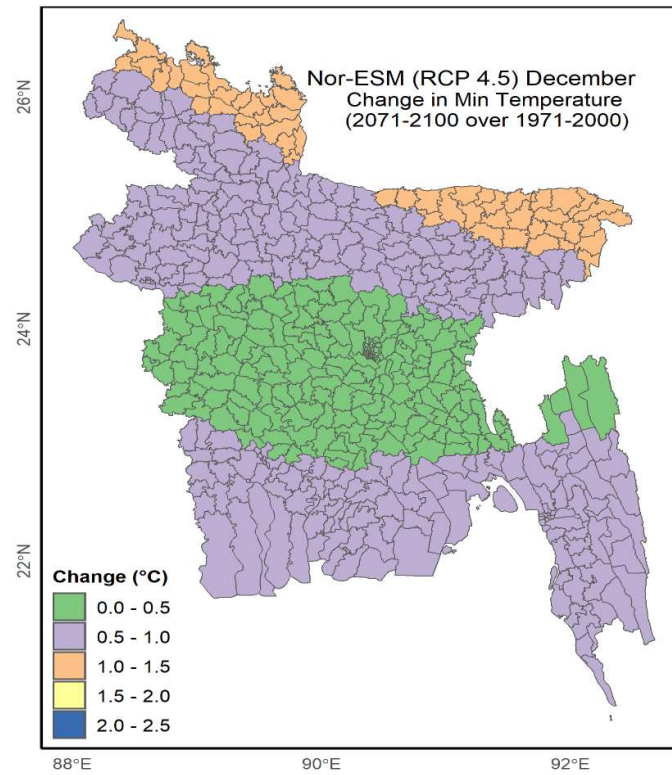 Nor-ESM (RCP 4.5) December
Change in Min Temperature
(2071-2100 over 1971-2000)
26°N
24°N
22°N
Change (°C)
0.0 - 0.5
0.5 - 1.0
1.0 - 1.5
1.5 - 2.0
2.0 - 2.5
88°E
90°E
92°E